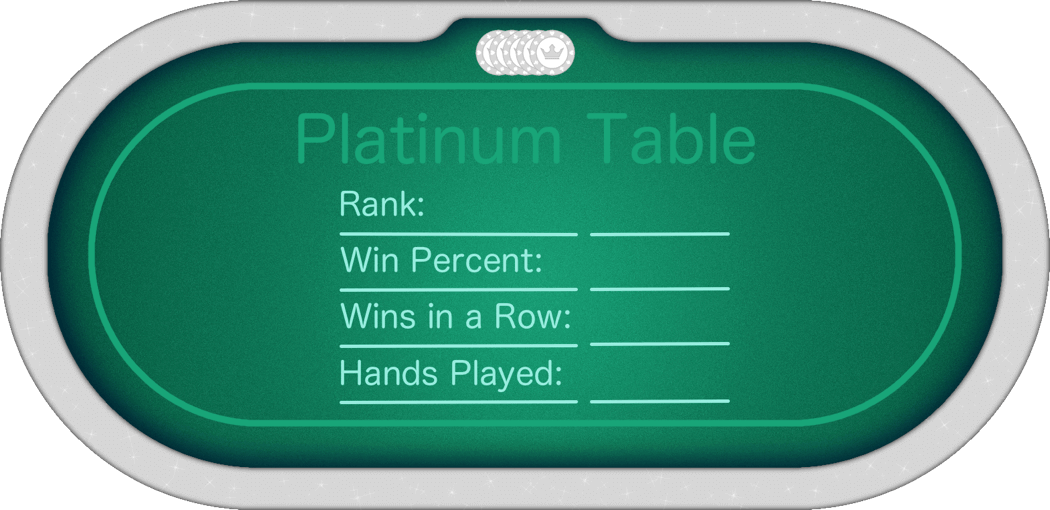 Platinum Table
Rank:
Win Percent:
Wins in a Row:
Hands Played: